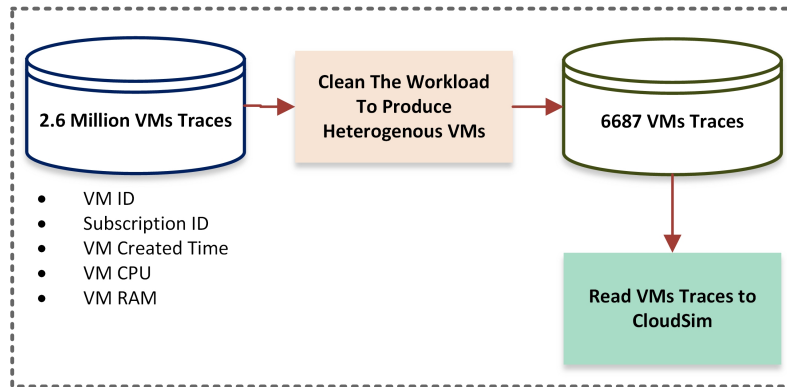 2.6 Million VMs Traces
Clean The Workload
To Produce
Heterogenous VMs
6687 VMs Traces
• VM ID
• Subscription ID
• VM Created Time
• VM CPU
• VM RAM
Read VMs Traces to
CloudSim